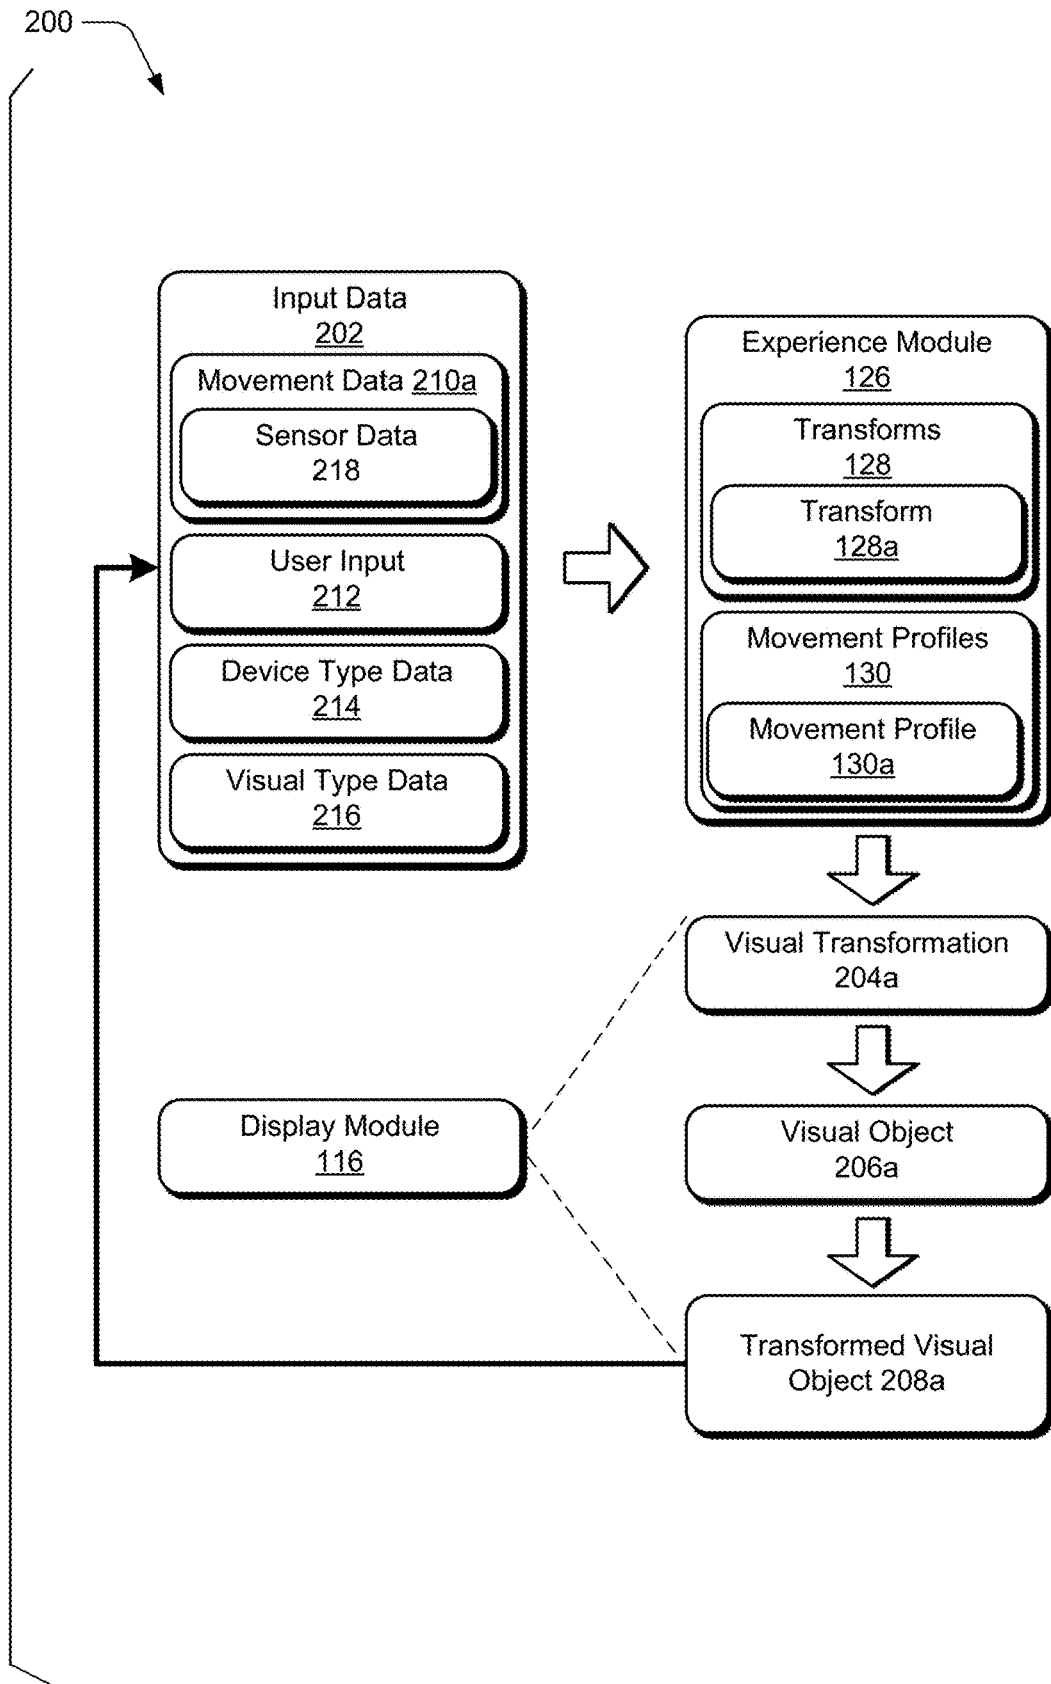 200
Input Data
202
Movement Data 210a
Sensor Data
218
User Input
212
Device Type Data
214
Visual Type Data
216
Experience Module
126
Transforms
128
Transform
128a
Movement Profiles
130
Movement Profile
130a
Visual Transformation
204a
Display Module
116
Visual Object
206a
Transformed Visual
Object 208a